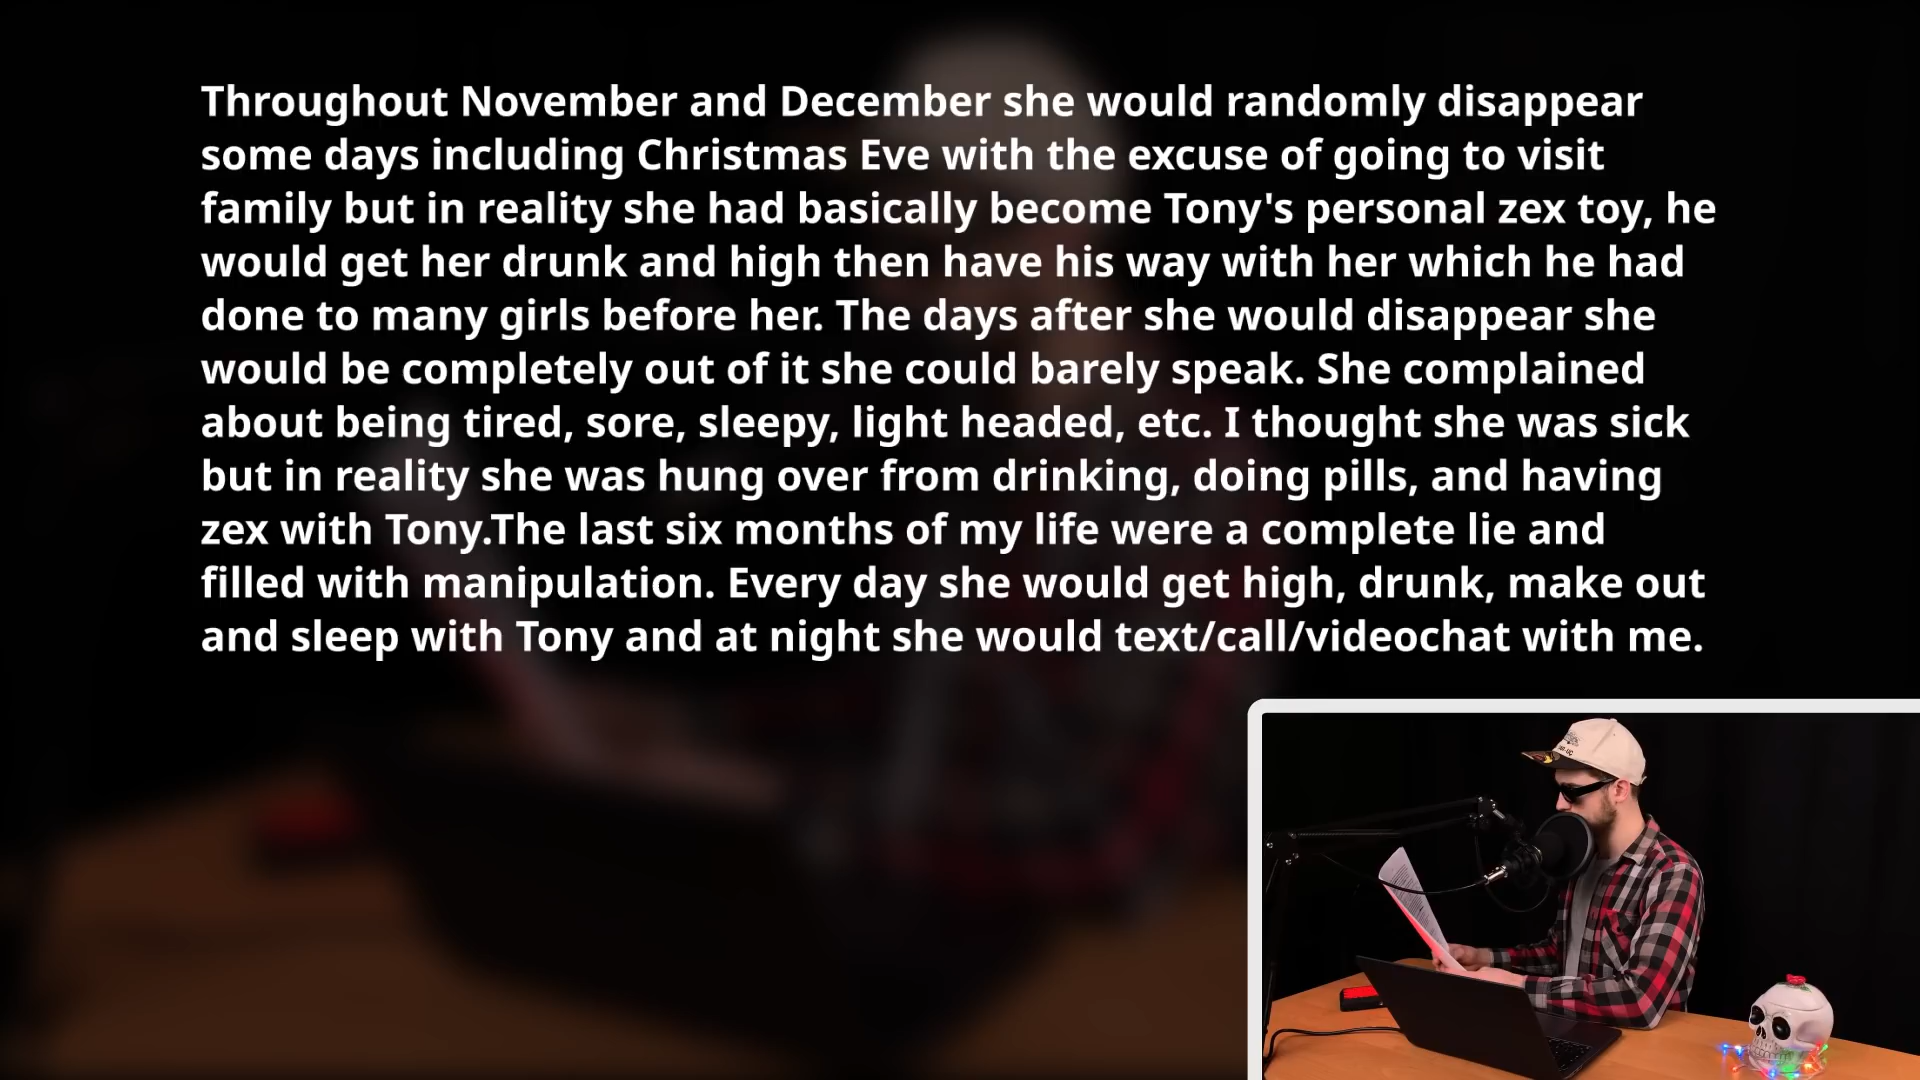 Throughout November and December she would randomly disappear
some days including Christmas Eve with the excuse of going to visit
family but in reality she had basically become Tony's personal zex toy, he
would get her drunk and high then have his way with her which he had
done to many girls before her. The days after she would disappear she
would be completely out of it she could barely speak. She complained
about being tired, sore, sleepy, light headed, etc. I thought she was sick
but in reality she was hung over from drinking, doing pills, and having
zex with Tony.The last six months of my life were a complete lie and
filled with manipulation. Every day she would get high, drunk, make out
and sleep with Tony and at night she would text/call/videochat with me.